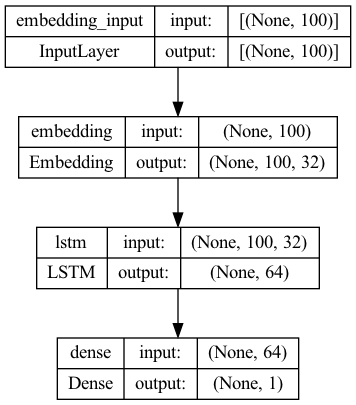 embedding_input input: [(None, 100)]
InputLayer output: [(None, 100)]
embedding input: (None, 100)
Embedding output: (None, 100, 32)
lstm input: (None, 100, 32)
LSTM output: (None, 64)
dense input: (None, 64)
Dense output: (None, 1)